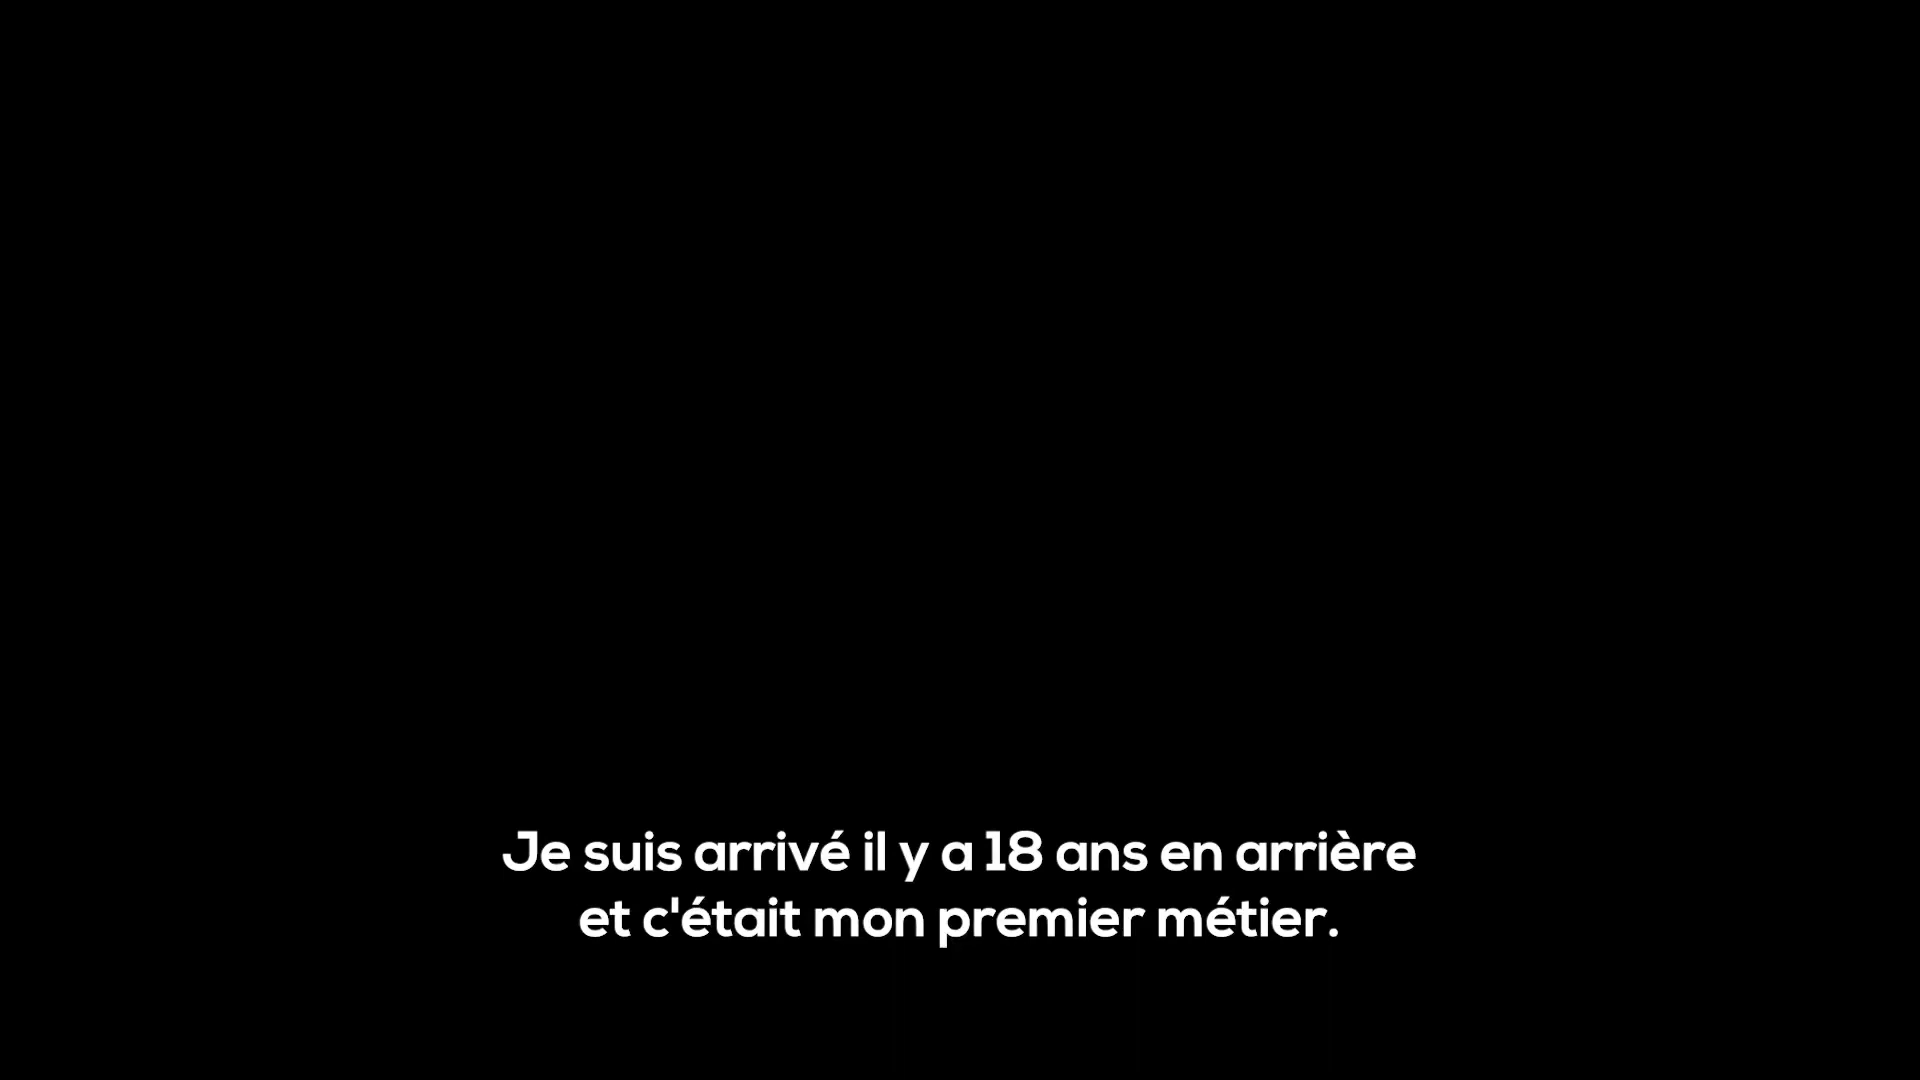 Je suis arrivé il y a 18 ans en arrière
et c'était mon premier métier.